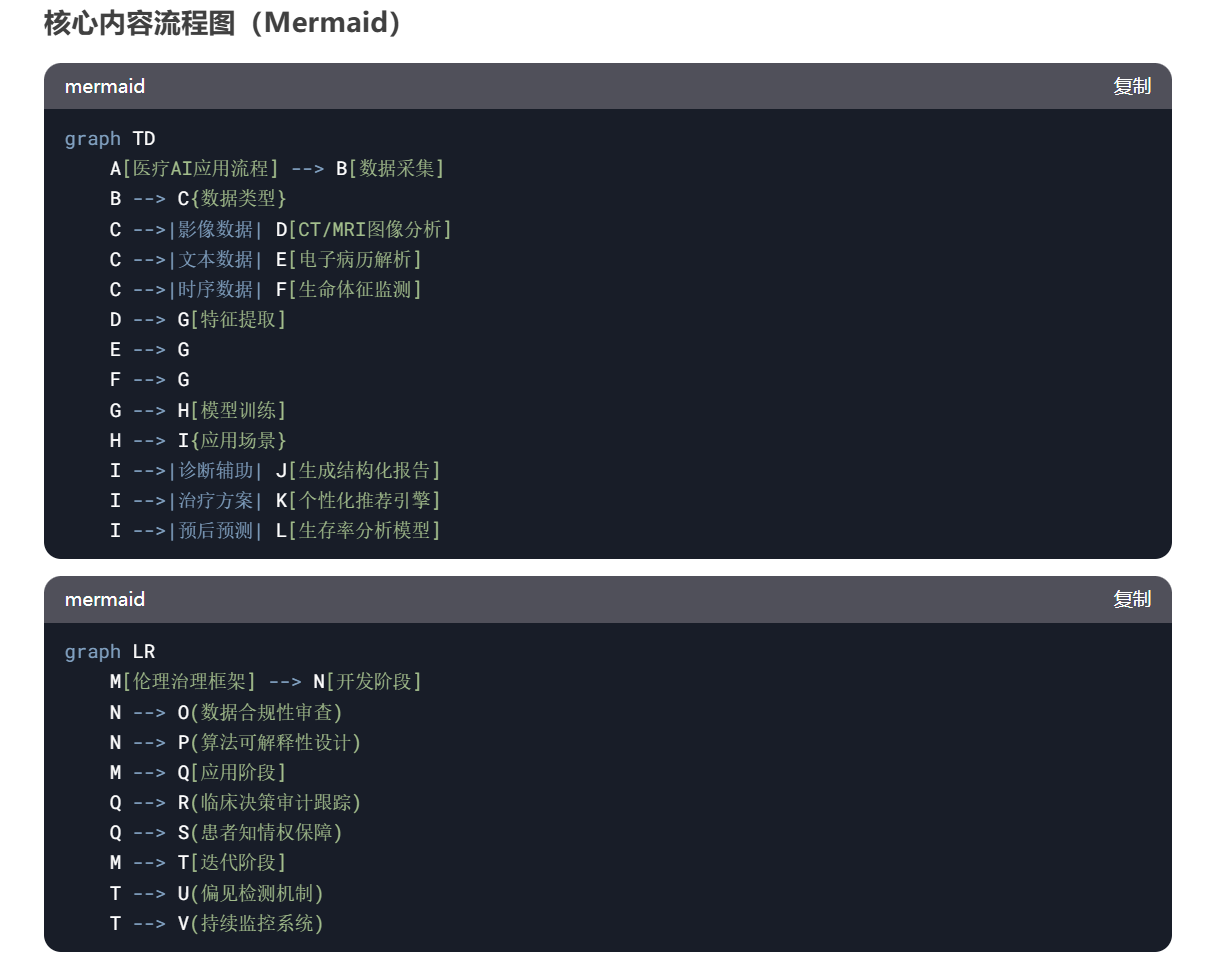 核心内容流程图（Mermaid）
mermaid 复制
graph TD
    A[医疗AI应用流程] --> B[数据采集]
    B --> C{数据类型}
    C -->|影像数据| D[CT/MRI图像分析]
    C -->|文本数据| E[电子病历解析]
    C -->|时序数据| F[生命体征监测]
    D --> G[特征提取]
    E --> G
    F --> G
    G --> H[模型训练]
    H --> I{应用场景}
    I -->|诊断辅助| J[生成结构化报告]
    I -->|治疗方案| K[个性化推荐引擎]
    I -->|预后预测| L[生存率分析模型]
mermaid 复制
graph LR
    M[伦理治理框架] --> N[开发阶段]
    N --> O(数据合规性审查)
    N --> P(算法可解释性设计)
    M --> Q[应用阶段]
    Q --> R(临床决策审计跟踪)
    Q --> S(患者知情权保障)
    M --> T[迭代阶段]
    T --> U(偏见检测机制)
    T --> V(持续监控系统)